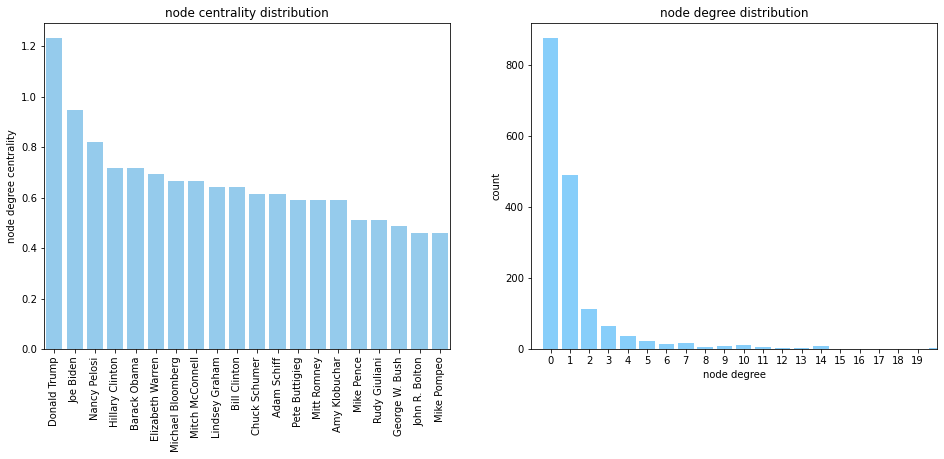 node centrality distribution
node degree centrality
1.2
1.0
0.8
0.6
0.4
0.2
0.0
Donald Trump
Joe Biden
Nancy Pelosi
Hillary Clinton
Barack Obama
Elizabeth Warren
Michael Bloomberg
Mitch McConnell
Lindsey Graham
Bill Clinton
Chuck Schumer
Adam Schiff
Pete Buttigieg
Mitt Romney
Amy Klobuchar
Mike Pence
Rudy Giuliani
George W. Bush
John R. Bolton
Mike Pompeo
node degree distribution
count
800
600
400
200
0
0 1 2 3 4 5 6 7 8 9 10 11 12 13 14 15 16 17 18 19
node degree